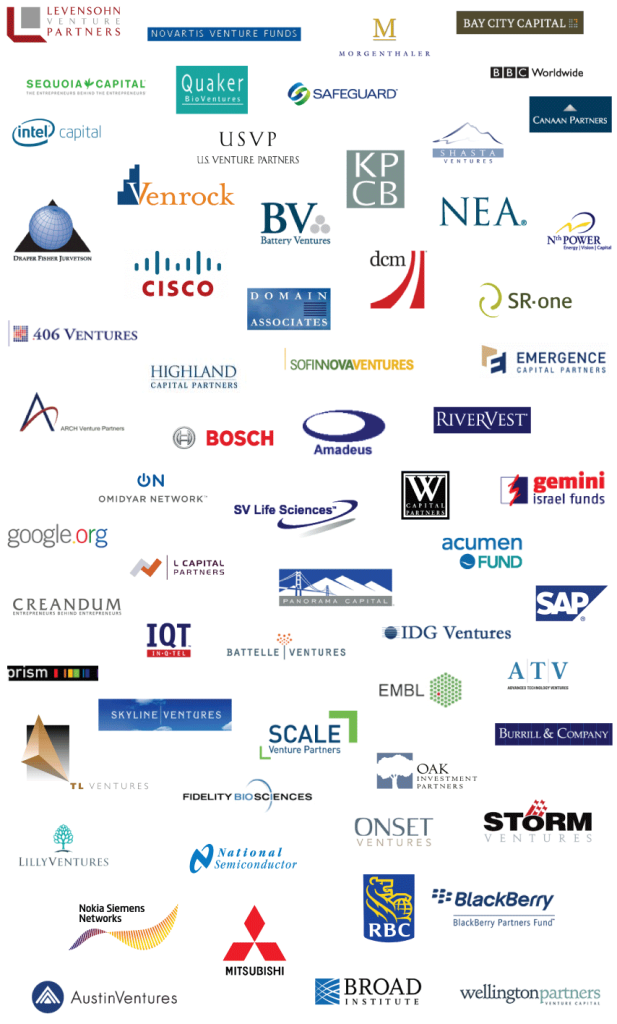 LEVENSOHN
VENTURE
PARTNERS
NOVARTIS VENTURE FUNDS
M
MORGENTHALER
BAY CITY CAPITAL
SEQUOIA CAPITAL
THE ENTREPRENEURS BEHIND THE ENTREPRENEURS
Quaker
BioVentures
SAFEGUARD
BBC Worldwide
CANAAN PARTNERS
intel capital
USVP
U.S. VENTURE PARTNERS
SHASTA
VENTURES
KP
CB
Venrock
BV
Battery Ventures
NEA®
Nth POWER
Energy | Vision | Capital
DRAPER FISHER JURVETSON
CISCO
dcm
DOMAIN
ASSOCIATES
SR·one
406 VENTURES
HIGHLAND
CAPITAL PARTNERS
SOFINNOVAVENTURES
EMERGENCE
CAPITAL PARTNERS
ARCH Venture Partners
BOSCH
Amadeus
RIVERVEST
ON
OMIDYAR NETWORK™
SV Life Sciences™
W
CAPITAL
PARTNERS
gemini
israel funds
google.org
L CAPITAL
PARTNERS
acumen
FUND
CREANDUM
ENTREPRENEURS BEHIND ENTREPRENEURS
PANORAMA CAPITAL
SAP®
IQT
IN-Q-TEL
BATTELLE VENTURES
IDG Ventures
prism
EMBL
ATV
ADVANCED TECHNOLOGY VENTURES
SKYLINE VENTURES
SCALE
Venture Partners
BURRILL & COMPANY
TL VENTURES
FIDELITY BIOSCIENCES
OAK
INVESTMENT
PARTNERS
LILLYVENTURES
National
Semiconductor
ONSET
VENTURES
STORM
VENTURES
Nokia Siemens
Networks
MITSUBISHI
RBC
BlackBerry
BlackBerry Partners Fund™
AustinVentures
BROAD
INSTITUTE
wellingtonpartners
VENTURE CAPITAL